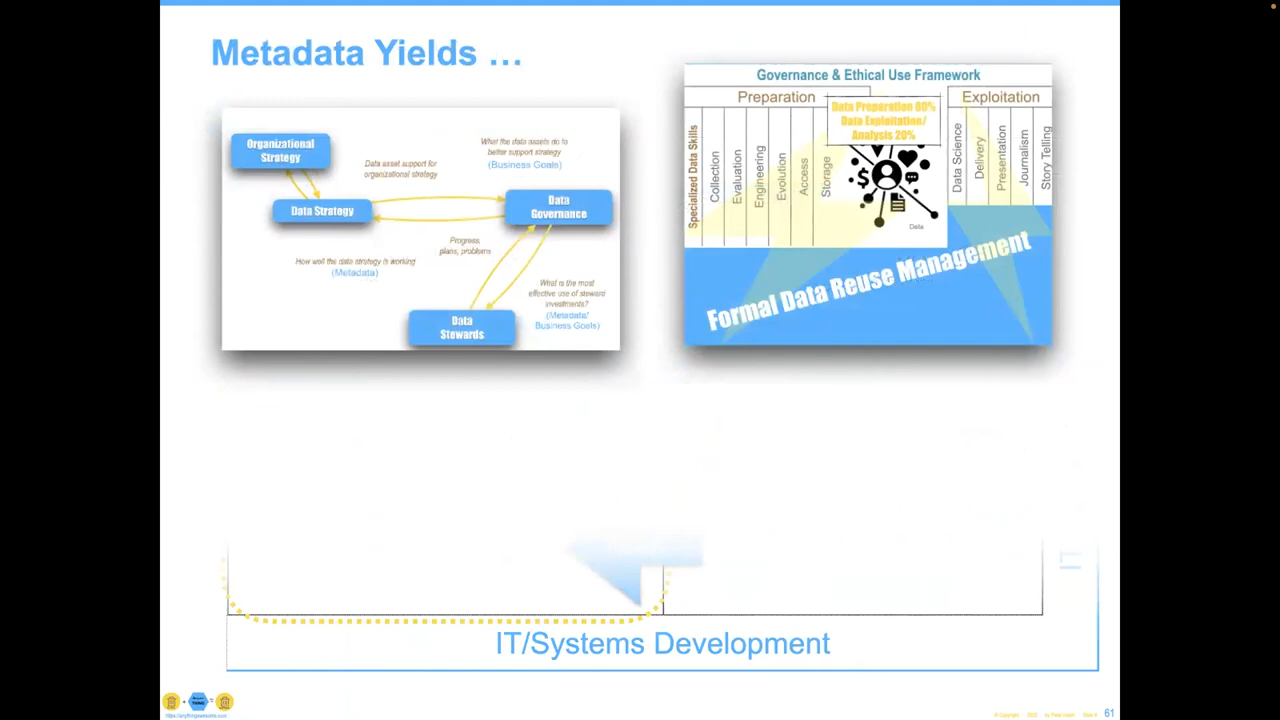 Metadata Yields ...
Organizational
Strategy
Data Strategy
Data asset support for
organizational strategy
What the data assets do to
better support strategy
(Business Goals)
Data
Governance
How well the data strategy is working
(Metadata)
Progress,
plans, problems
What is the most
effective use of steward
investments?
(Metadata/
Business Goals)
Data
Stewards
Governance & Ethical Use Framework
Preparation
Exploitation
Data Preparation 80%
Data Exploitation/
Analysis 20%
Specialized Data Skills
Collection
Evaluation
Engineering
Evolution
Access
Storage
Data
Data Science
Delivery
Presentation
Journalism
Story Telling
Formal Data Reuse Management
IT/Systems Development
https://anythingawesome.com
61